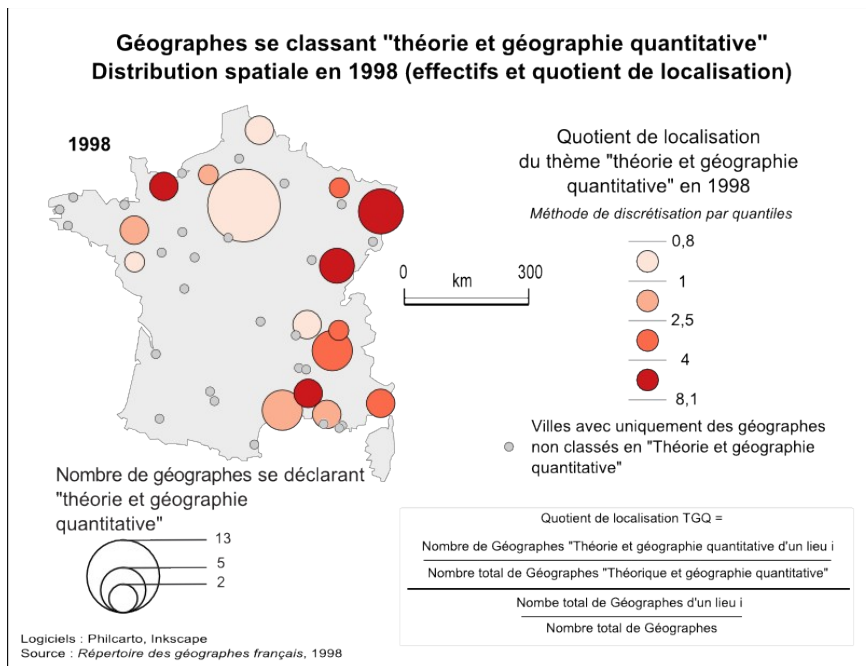 Géographes se classant "théorie et géographie quantitative"
Distribution spatiale en 1998 (effectifs et quotient de localisation)
1998
Quotient de localisation
du thème "théorie et géographie
quantitative" en 1998
Méthode de discrétisation par quantiles
0,8
1
2,5
4
8,1
0
km
300
Villes avec uniquement des géographes
non classés en "Théorie et géographie
quantitative"
Nombre de géographes se déclarant
"théorie et géographie
quantitative"
13
5
2
Quotient de localisation TGQ =
Nombre de Géographes "Théorie et géographie quantitative d'un lieu i
Nombre total de Géographes "Théorique et géographie quantitative"
Nombe total de Géographes d'un lieu i
Nombre total de Géographes
Logiciels : Philcarto, Inkscape
Source : Répertoire des géographes français, 1998